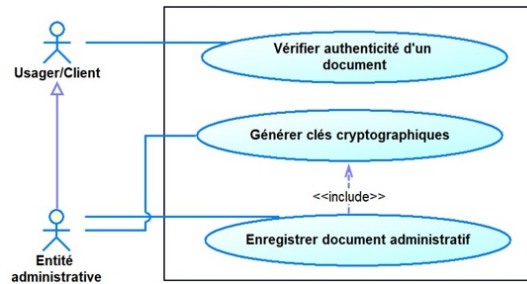 Vérifier authenticité d'un
document
Usager/Client
Générer clés cryptographiques
<<include>>
Enregistrer document administratif
Entité
administrative